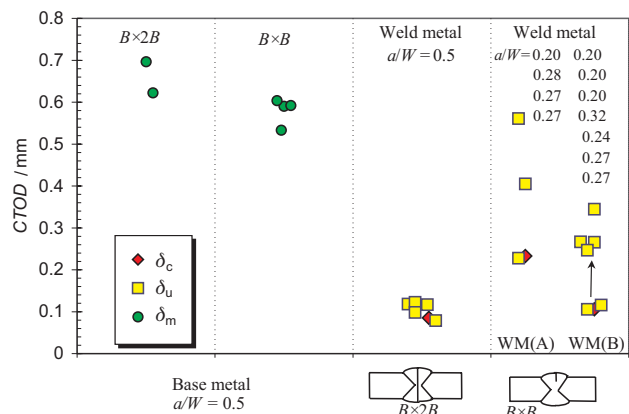 0.8
0.7
0.6
0.5
0.4
0.3
0.2
0.1
0
CTOD / mm
B×2B
B×B
Weld metal
a/W = 0.5
Weld metal
a/W= 0.20 0.20
0.28 0.20
0.27 0.20
0.27 0.32
0.24
0.27
0.27
δc
δu
δm
WM(A) WM(B)
Base metal
a/W = 0.5
B×2B
B×B